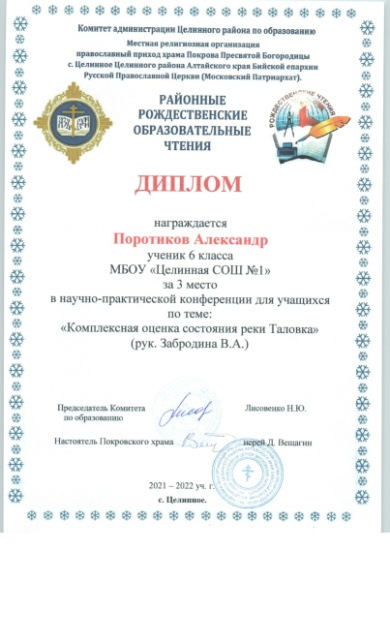 Комитет администрации Целинного района по образованию
Местная религиозная организация
православный приход храма Покрова Пресвятой Богородицы
с. Целинное Целинного района Алтайского края Бийской епархии
Русской Православной Церкви (Московский Патриархат).
РАЙОННЫЕ
РОЖДЕСТВЕНСКИЕ
ОБРАЗОВАТЕЛЬНЫЕ
ЧТЕНИЯ
РОЖДЕСТВЕНСКИЕ ЧТЕНИЯ
ДИПЛОМ
награждается
Поротиков Александр
ученик 6 класса
МБОУ «Целинная СОШ №1»
за 3 место
в научно-практической конференции для учащихся
по теме:
«Комплексная оценка состояния реки Таловка»
(рук. Забродина В.А.)
Председатель Комитета
по образованию
Лисовенко Н.Ю.
Настоятель Покровского храма
иерей Д. Вещагин
2021 – 2022 уч. г.
с. Целинное.